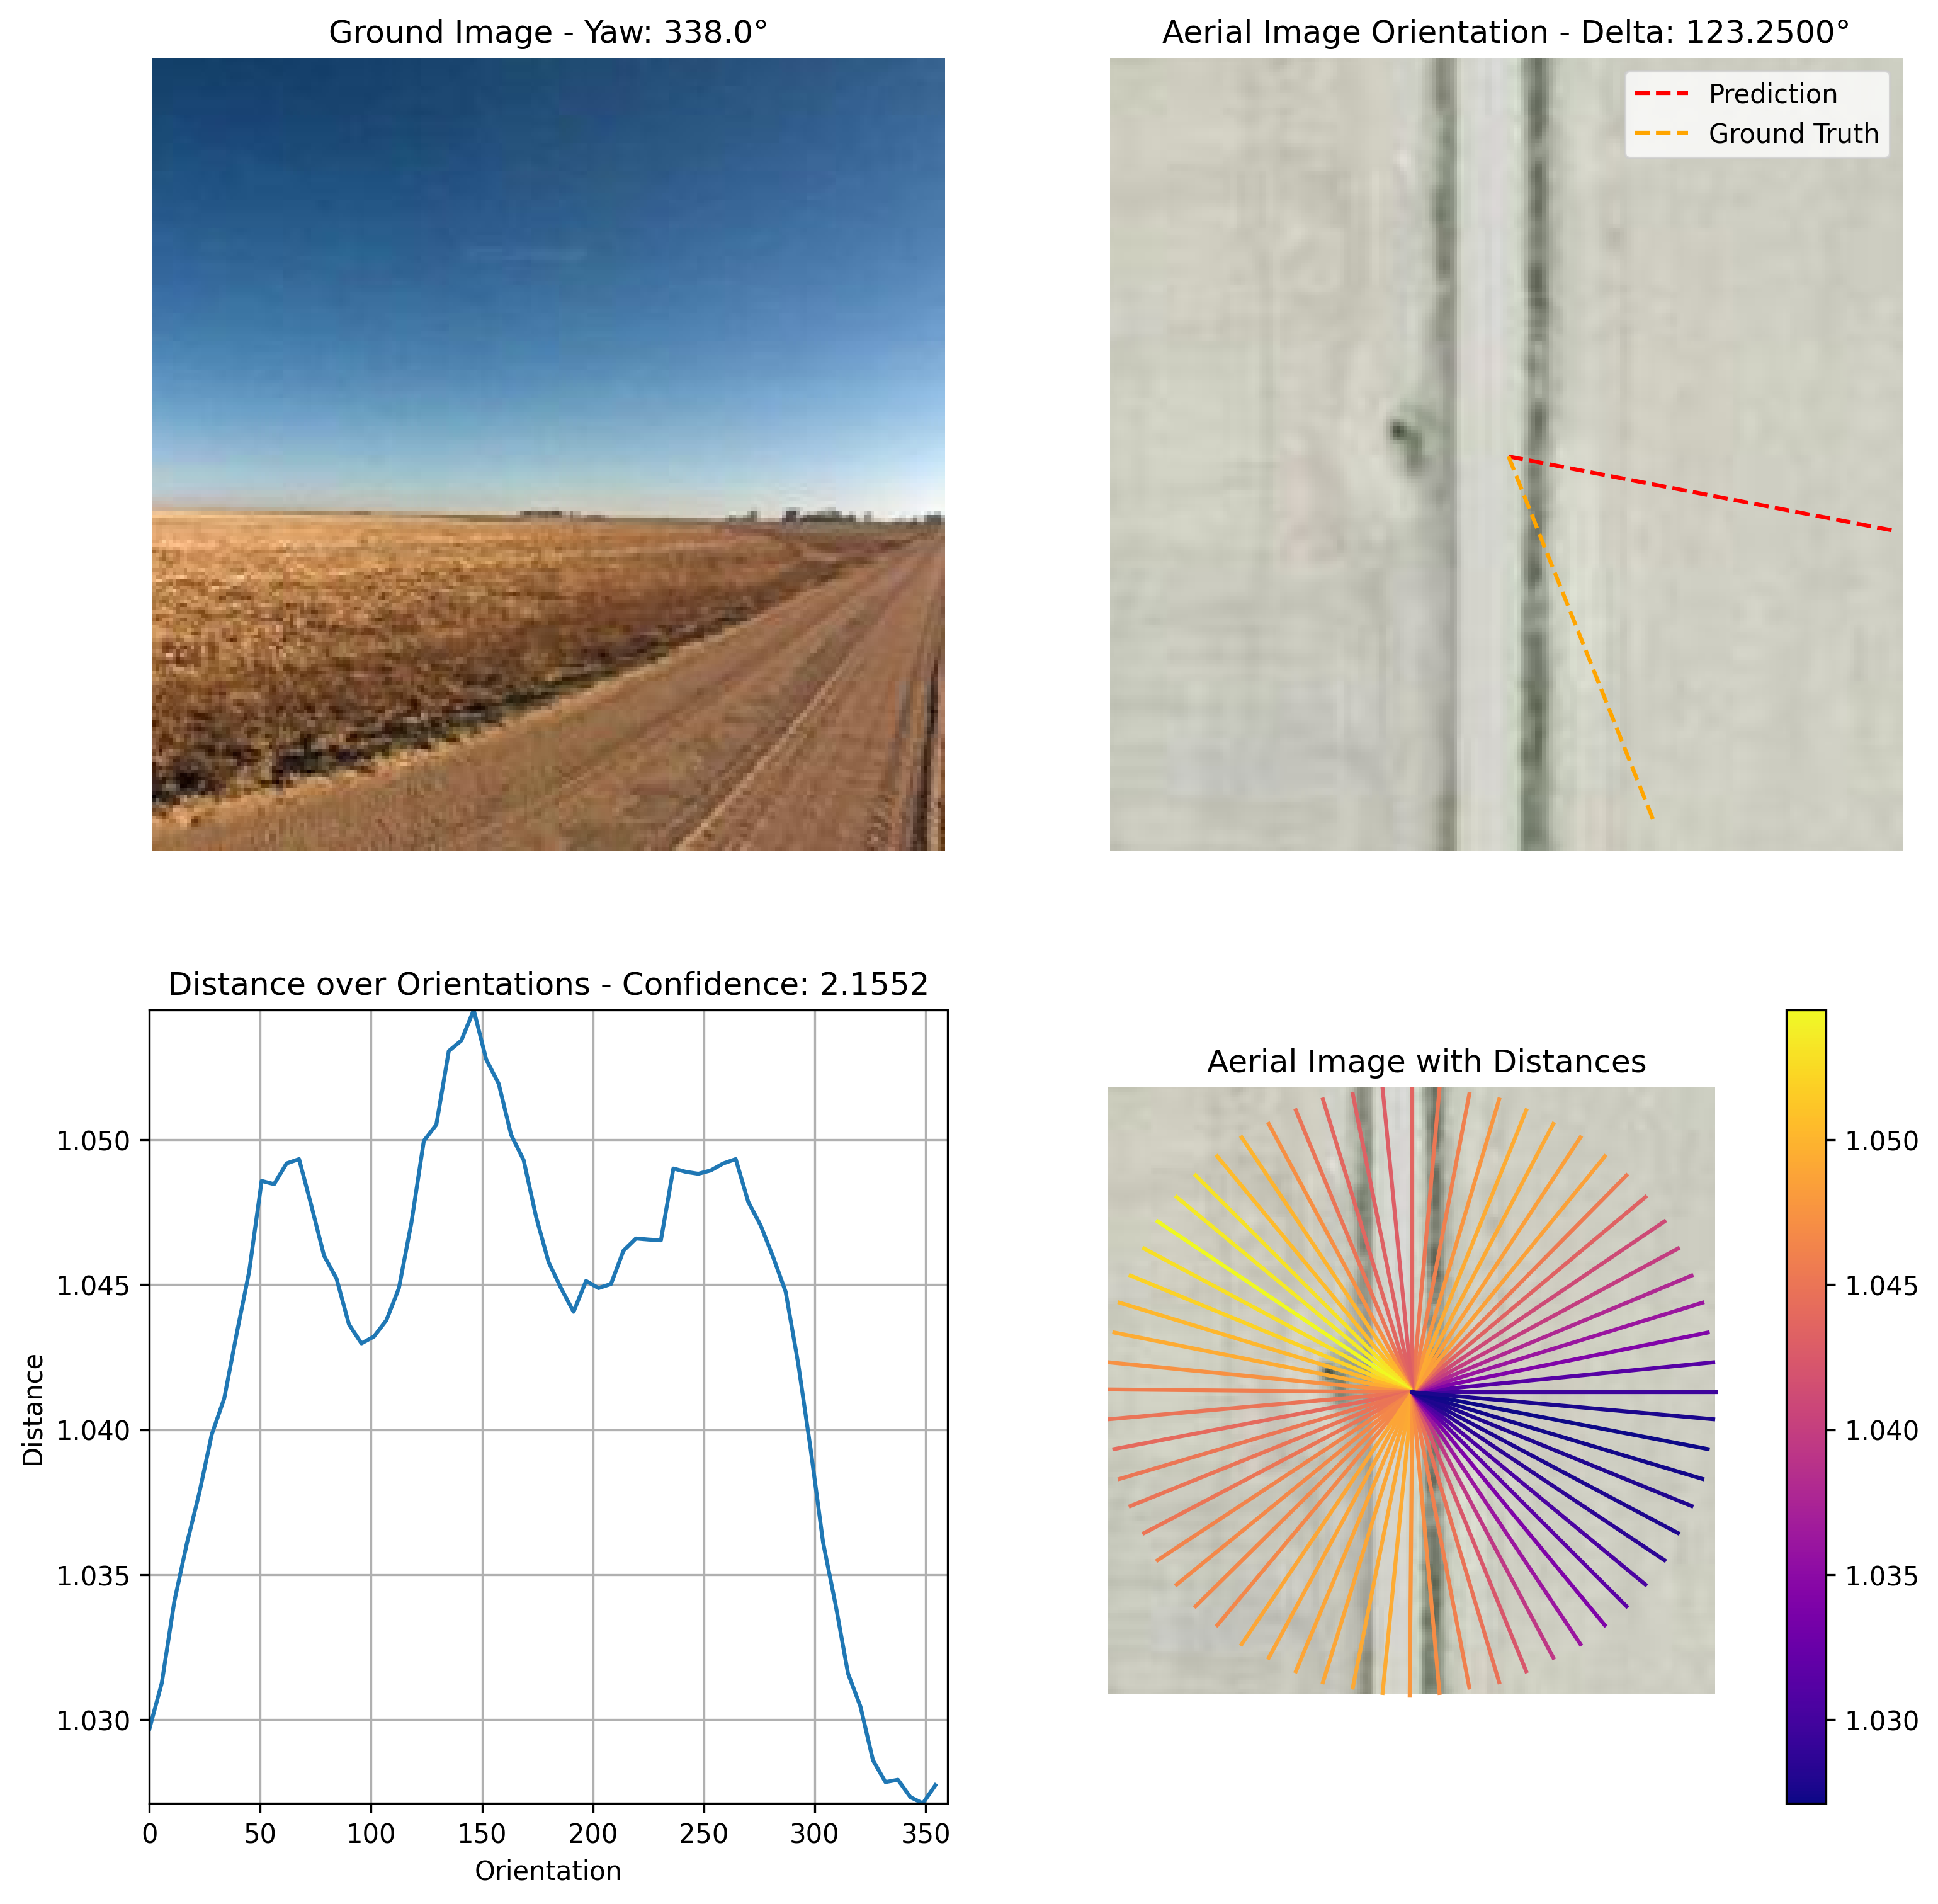 Ground Image - Yaw: 338.0°
Aerial Image Orientation - Delta: 123.2500°
Prediction
Ground Truth
Distance over Orientations - Confidence: 2.1552
1.050
1.045
1.040
1.035
1.030
Distance
0 50 100 150 200 250 300 350
Orientation
Aerial Image with Distances
1.050
1.045
1.040
1.035
1.030